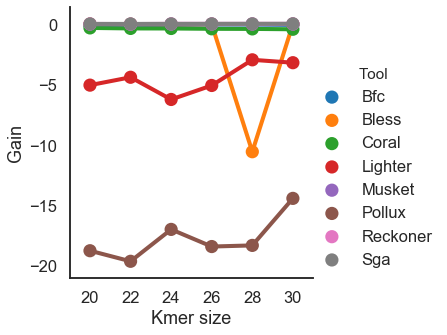 0
−5
−10
−15
−20
Gain
20 22 24 26 28 30
Kmer size
Tool
Bfc
Bless
Coral
Lighter
Musket
Pollux
Reckoner
Sga